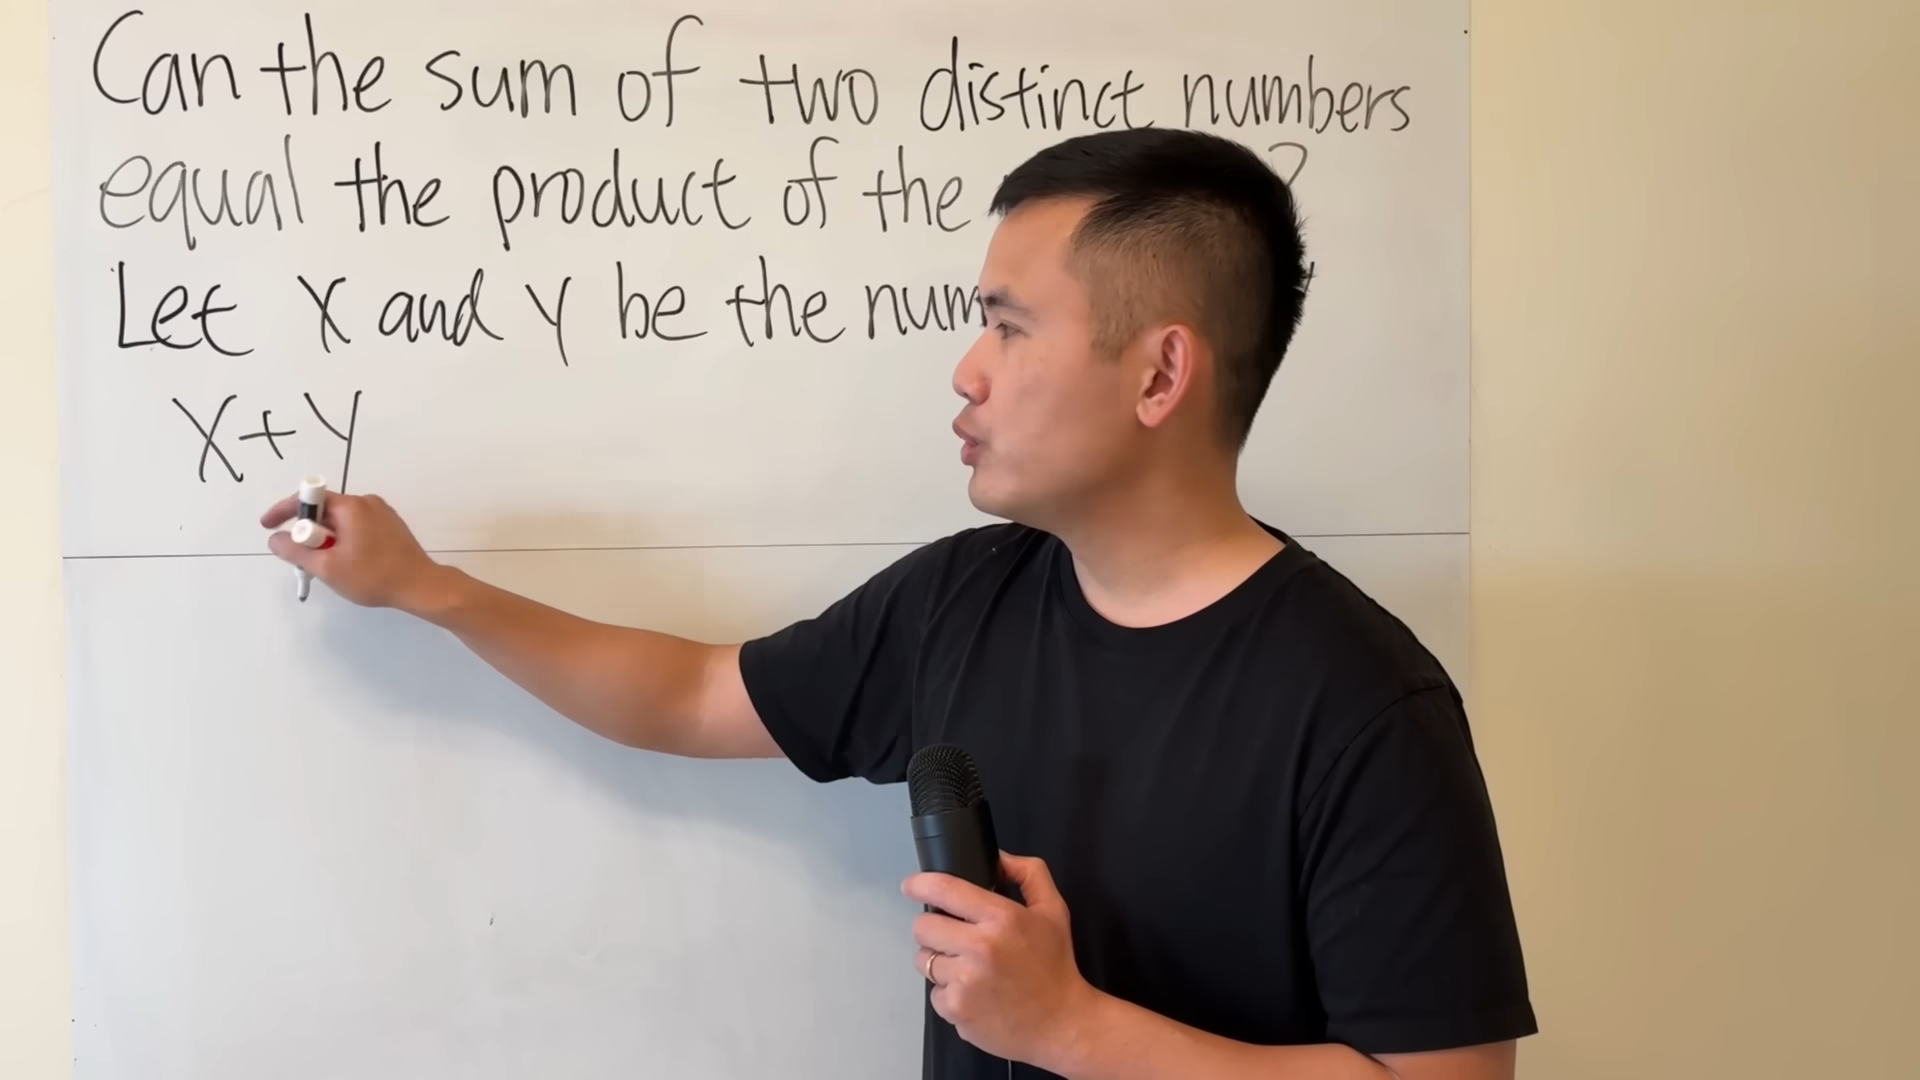 Can the sum of two distinct numbers
equal the product of the ?
Let X and Y be the num
X+Y